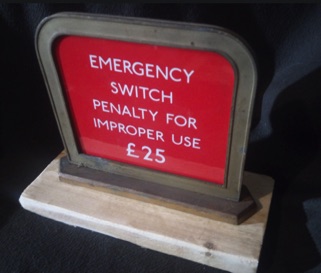 EMERGENCY
SWITCH
PENALTY FOR
IMPROPER USE
£25